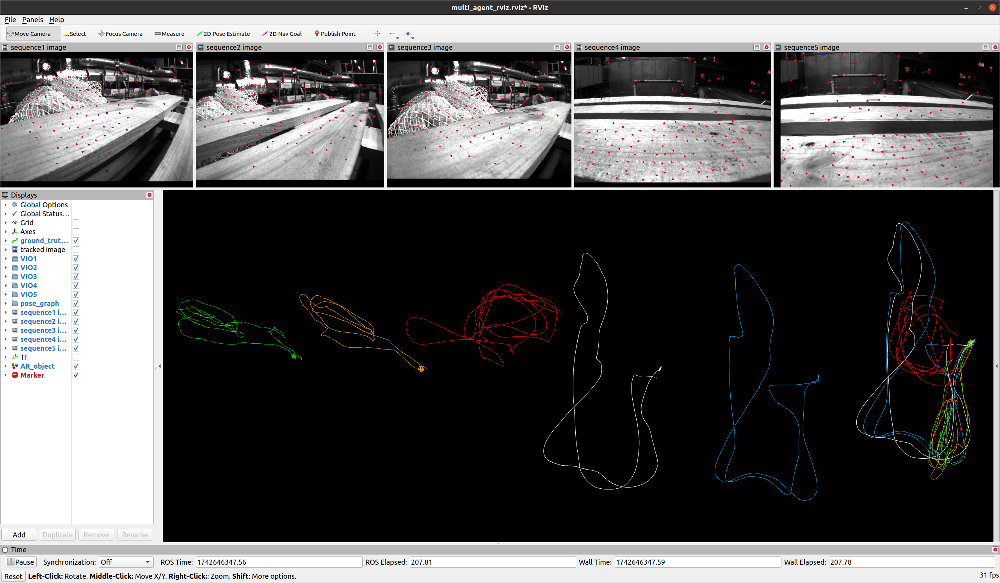 multi_agent_rviz.rviz* - RViz
File Panels Help
Move Camera Select Focus Camera Measure 2D Pose Estimate 2D Nav Goal Publish Point
sequence1 image sequence2 image sequence3 image sequence4 image sequence5 image
Displays
Global Options
Global Status...
Grid
Axes
ground_trut...
tracked image
VIO1
VIO2
VIO3
VIO4
VIO5
pose_graph
sequence1 i...
sequence2 i...
sequence3 i...
sequence4 i...
sequence5 i...
TF
AR_object
Marker
Add Duplicate Remove Rename
Time
Pause Synchronization: Off ROS Time: 1742646347.56 ROS Elapsed: 207.81 Wall Time: 1742646347.59 Wall Elapsed: 207.78
Reset Left-Click: Rotate. Middle-Click: Move X/Y. Right-Click:: Zoom. Shift: More options. 31 fps